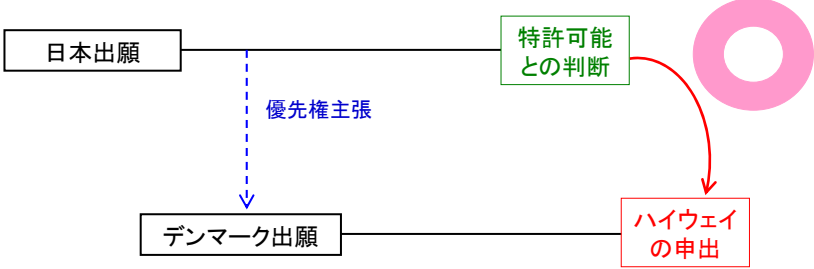 日本出願
特許可能
との判断
優先権主張
デンマーク出願
ハイウェイ
の申出